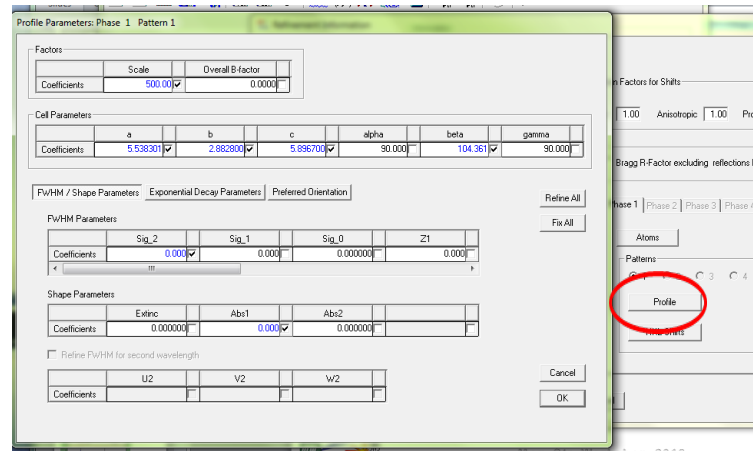 Profile Parameters: Phase 1 Pattern 1
Factors
Scale Overall B-factor
Coefficients 500.00 0.0000
Cell Parameters
a b c alpha beta gamma
Coefficients 5.538301 2.882800 5.896700 90.000 104.361 90.000
FWHM / Shape Parameters Exponential Decay Parameters Preferred Orientation
Refine All
Fix All
FWHM Parameters
Sig_2 Sig_1 Sig_0 Z1
Coefficients 0.000 0.000 0.000000 0.000
Shape Parameters
Extinc Abs1 Abs2
Coefficients 0.000000 0.000 0.000000
Refine FWHM for second wavelength
U2 V2 W2
Coefficients
Cancel
OK
n Factors for Shifts
1.00 Anisotropic 1.00 Pro
Bragg R-Factor excluding reflections
hase 1 Phase 2 Phase 3 Phase 4
Atoms
Patterns
3 4
Profile
Shifts